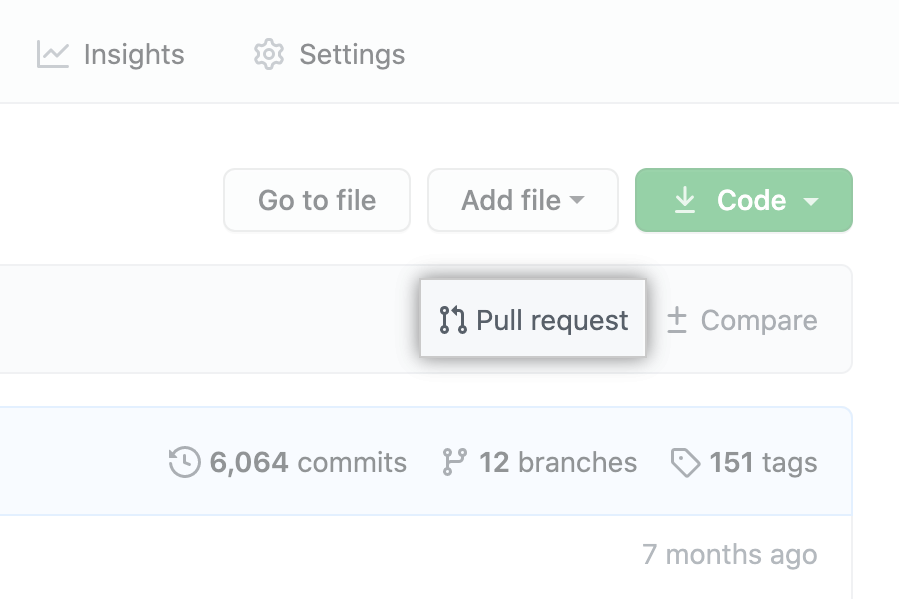 Insights Settings
Go to file Add file Code
Pull request ± Compare
6,064 commits 12 branches 151 tags
7 months ago